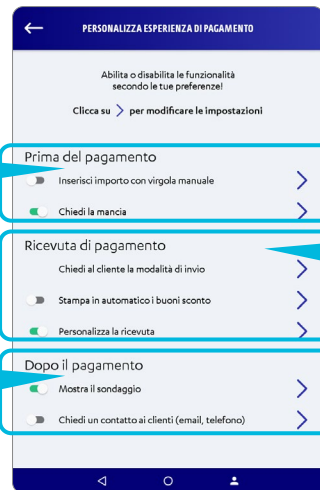 PERSONALIZZA ESPERIENZA DI PAGAMENTO
Abilita o disabilita le funzionalità
secondo le tue preferenze!
Clicca su > per modificare le impostazioni
Prima del pagamento
Inserisci importo con virgola manuale
Chiedi la mancia
Ricevuta di pagamento
Chiedi al cliente la modalità di invio
Stampa in automatico i buoni sconto
Personalizza la ricevuta
Dopo il pagamento
Mostra il sondaggio
Chiedi un contatto ai clienti (email, telefono)